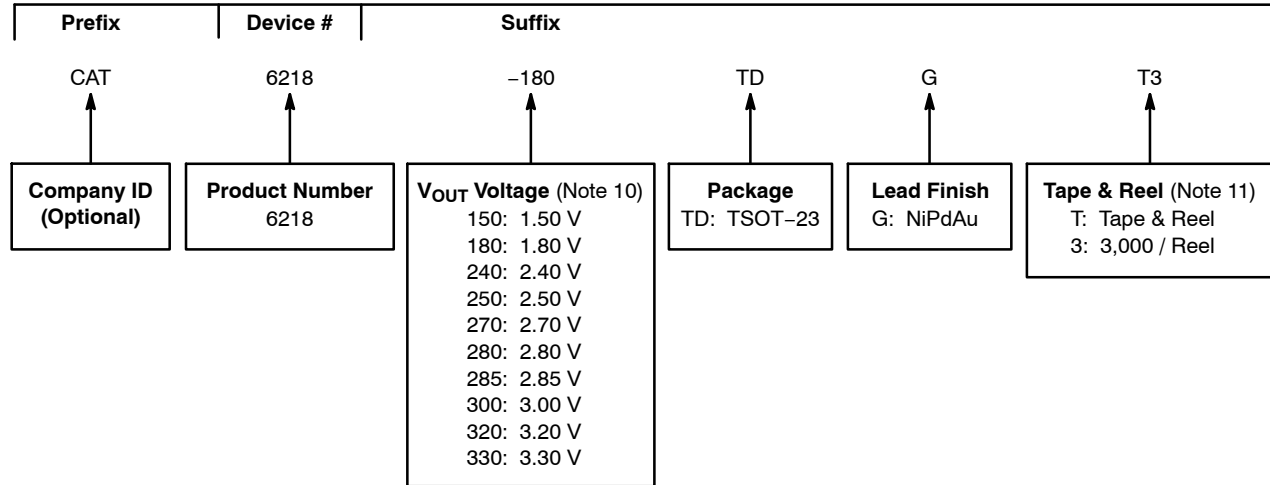 Prefix Device # Suffix
CAT 6218 −180 TD G T3
Company ID
(Optional)
Product Number
6218
VOUT Voltage (Note 10)
150: 1.50 V
180: 1.80 V
240: 2.40 V
250: 2.50 V
270: 2.70 V
280: 2.80 V
285: 2.85 V
300: 3.00 V
320: 3.20 V
330: 3.30 V
Package
TD: TSOT−23
Lead Finish
G: NiPdAu
Tape & Reel (Note 11)
T: Tape & Reel
3: 3,000 / Reel